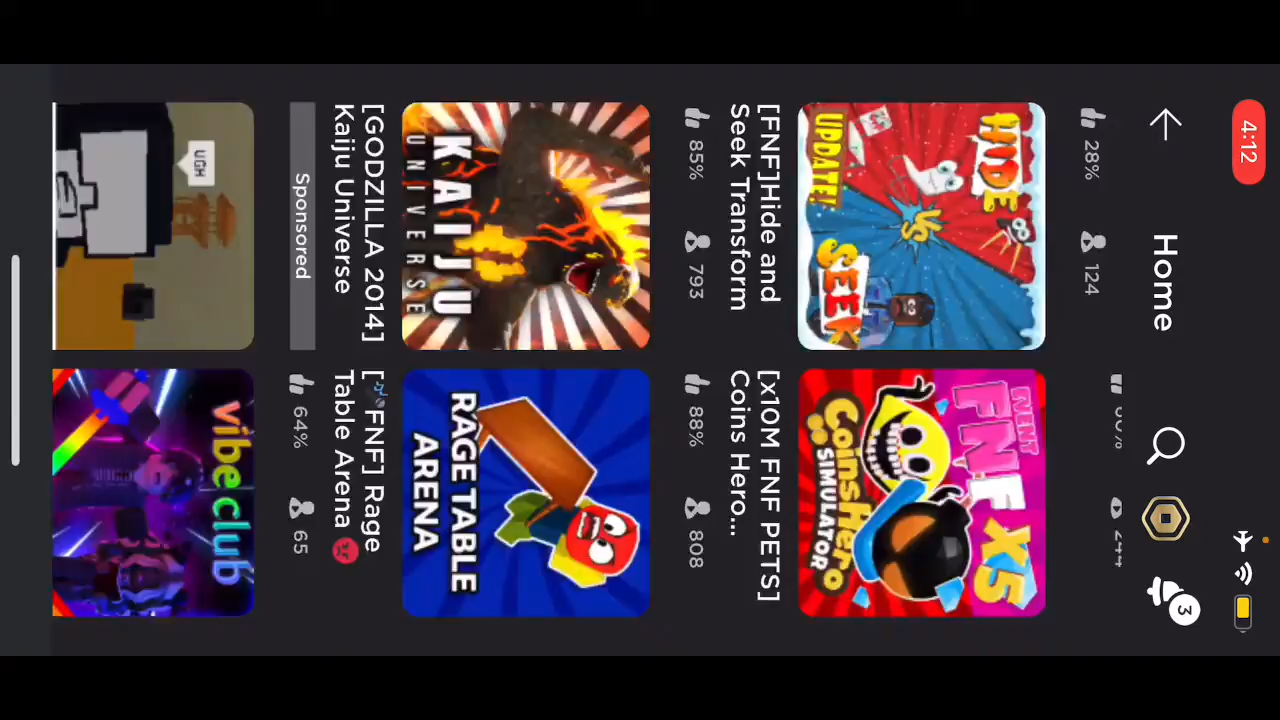 4:12
Home
3
28% 124
HIDE
VS
SEEK
UPDATE!
[FNF]Hide and
Seek Transform
85% 793
FNF X5
Coins Hero
SIMULATOR
[x10M FNF PETS]
Coins Hero...
88% 808
KAIJU
UNIVERSE
[GODZILLA 2014]
Kaiju Universe
Sponsored
RAGE TABLE
ARENA
[🎶FNF] Rage
Table Arena 😡
64% 65
UGH
vibe club